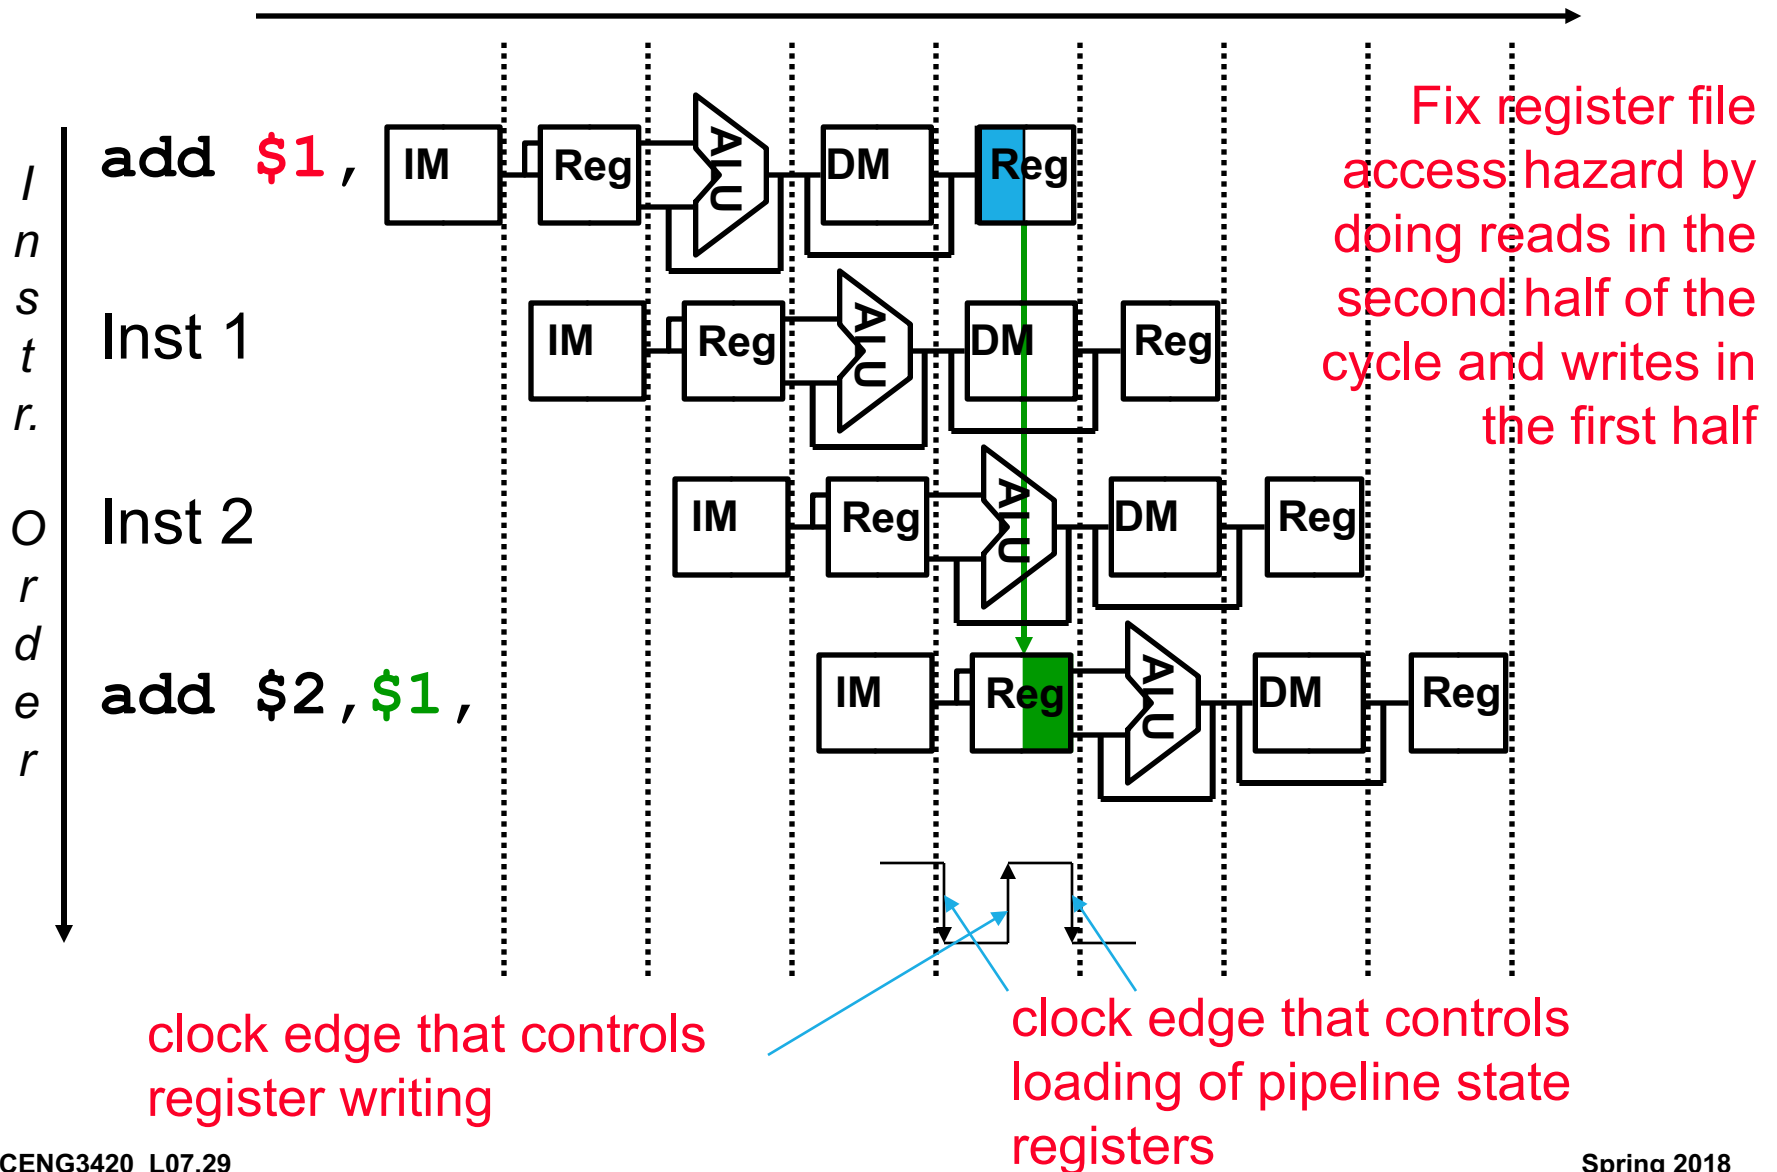 Instr. Order
add $1,
IM
Reg
ALU
DM
Reg
Fix register file
access hazard by
doing reads in the
second half of the
cycle and writes in
the first half
Inst 1
IM
Reg
ALU
DM
Reg
Inst 2
IM
Reg
ALU
DM
Reg
add $2,$1,
IM
Reg
ALU
DM
Reg
clock edge that controls
register writing
clock edge that controls
loading of pipeline state
registers
CENG3420 L07.29
Spring 2018